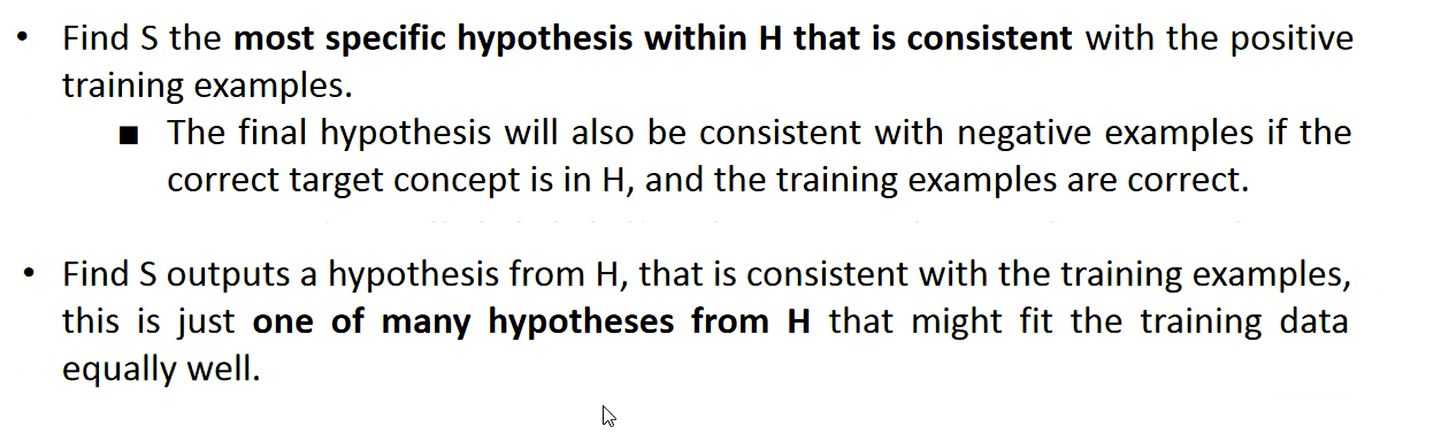 • Find S the most specific hypothesis within H that is consistent with the positive
training examples.
■ The final hypothesis will also be consistent with negative examples if the
correct target concept is in H, and the training examples are correct.
• Find S outputs a hypothesis from H, that is consistent with the training examples,
this is just one of many hypotheses from H that might fit the training data
equally well.